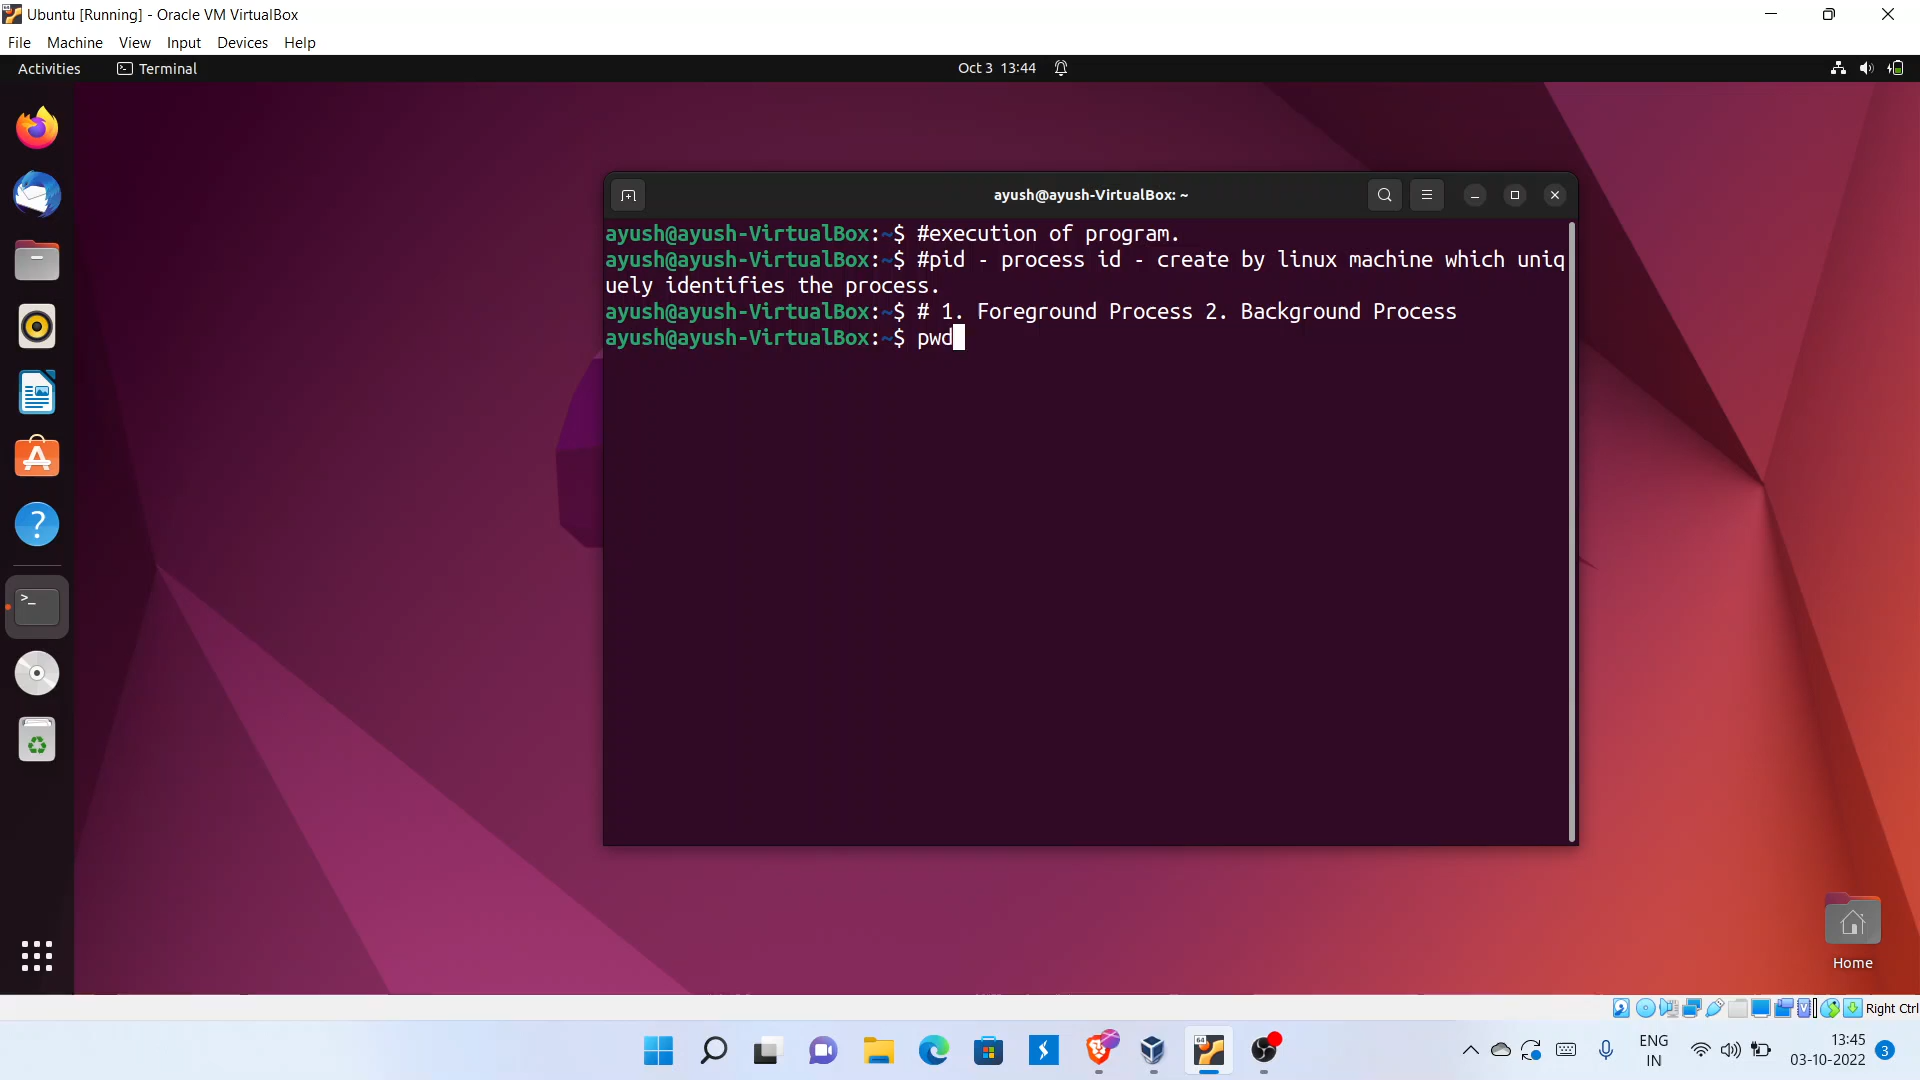 Ubuntu [Running] - Oracle VM VirtualBox
File Machine View Input Devices Help
Activities Terminal Oct 3 13:44
ayush@ayush-VirtualBox: ~
ayush@ayush-VirtualBox:~$ #execution of program.
ayush@ayush-VirtualBox:~$ #pid - process id - create by linux machine which uniq
uely identifies the process.
ayush@ayush-VirtualBox:~$ # 1. Foreground Process 2. Background Process
ayush@ayush-VirtualBox:~$ pwd
Home
Right Ctrl
ENG
IN
13:45
03-10-2022
3